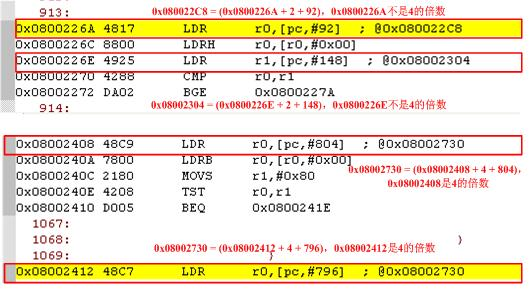 913:
0x080022C8 = (0x0800226A + 2 + 92)，0x0800226A不是4的倍数
0x0800226A 4817 LDR r0,[pc,#92] ; @0x080022C8
0x0800226C 8800 LDRH r0,[r0,#0x00]
0x0800226E 4925 LDR r1,[pc,#148] ; @0x08002304
0x08002270 4288 CMP r0,r1
0x08002272 DA02 BGE 0x0800227A
914:
0x08002304 = (0x0800226E + 2 + 148)，0x0800226E不是4的倍数
0x08002408 48C9 LDR r0,[pc,#804] ; @0x08002730
0x0800240A 7800 LDRB r0,[r0,#0x00]
0x08002730 = (0x08002408 + 4 + 804)，
0x0800240C 2180 MOVS r1,#0x80
0x08002408是4的倍数
0x0800240E 4208 TST r0,r1
0x08002410 D005 BEQ 0x0800241E
1067:
1068: }
1069: }
0x08002730 = (0x08002412 + 4 + 796)，0x08002412是4的倍数
0x08002412 48C7 LDR r0,[pc,#796] ; @0x08002730